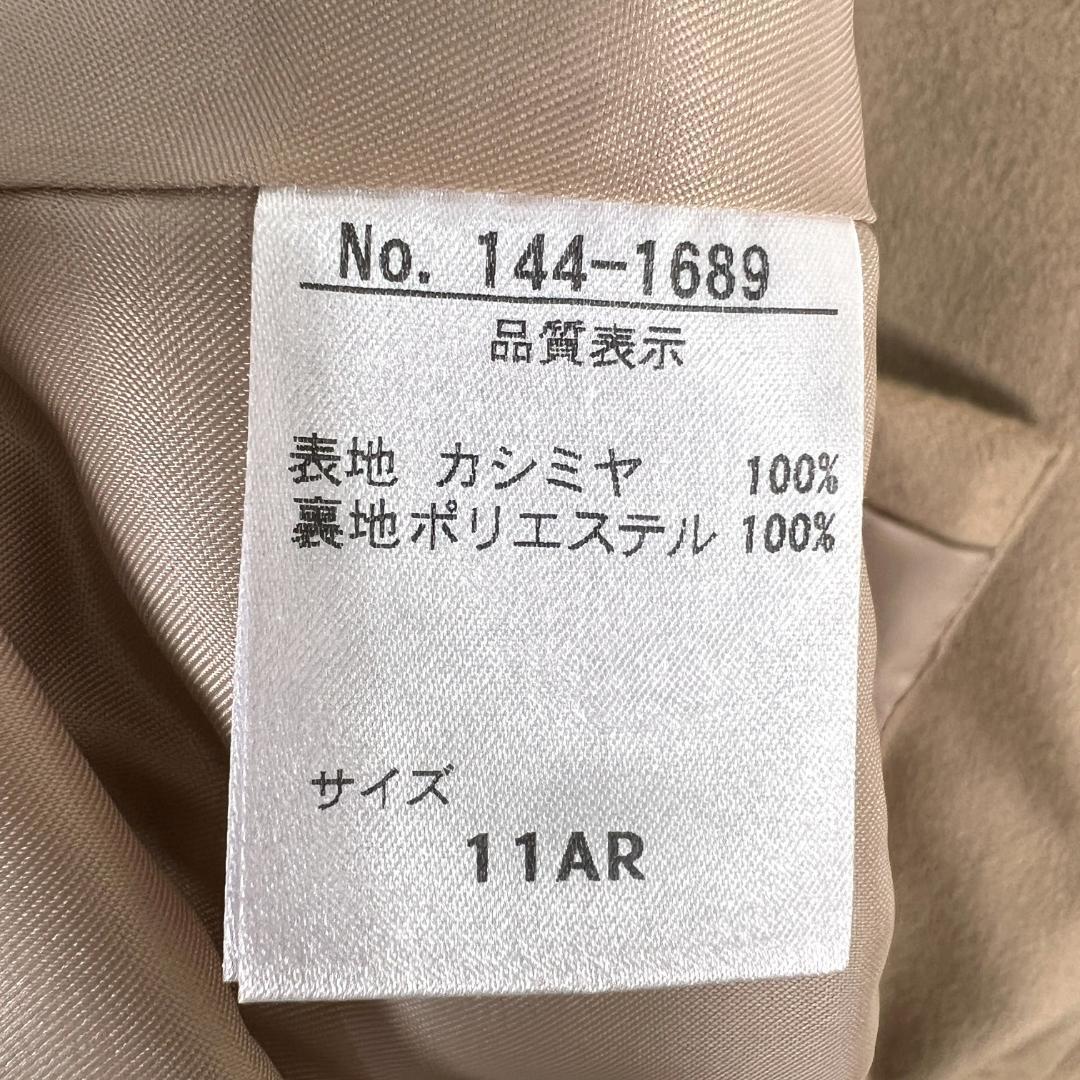 No. 144-1689
品質表示
表地 カシミヤ 100%
裏地ポリエステル 100%
サイズ
11AR